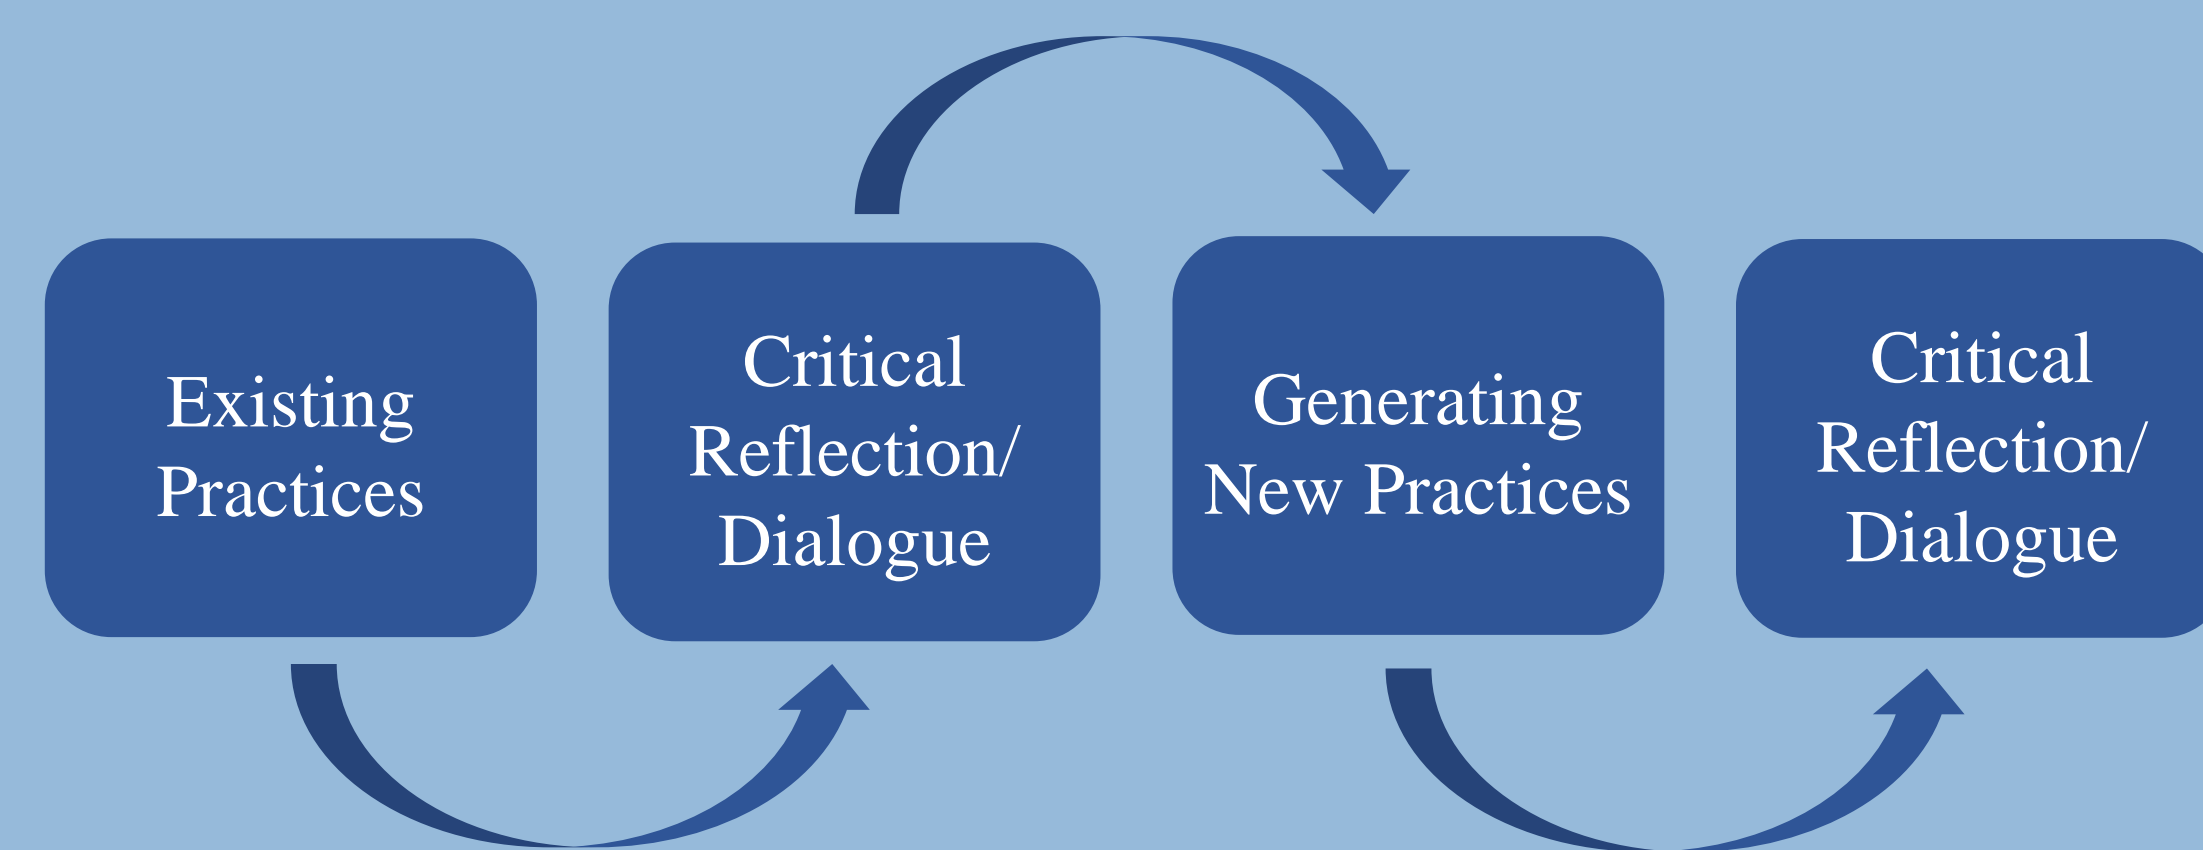 Existing
Practices
Critical
Reflection/
Dialogue
Generating
New Practices
Critical
Reflection/
Dialogue